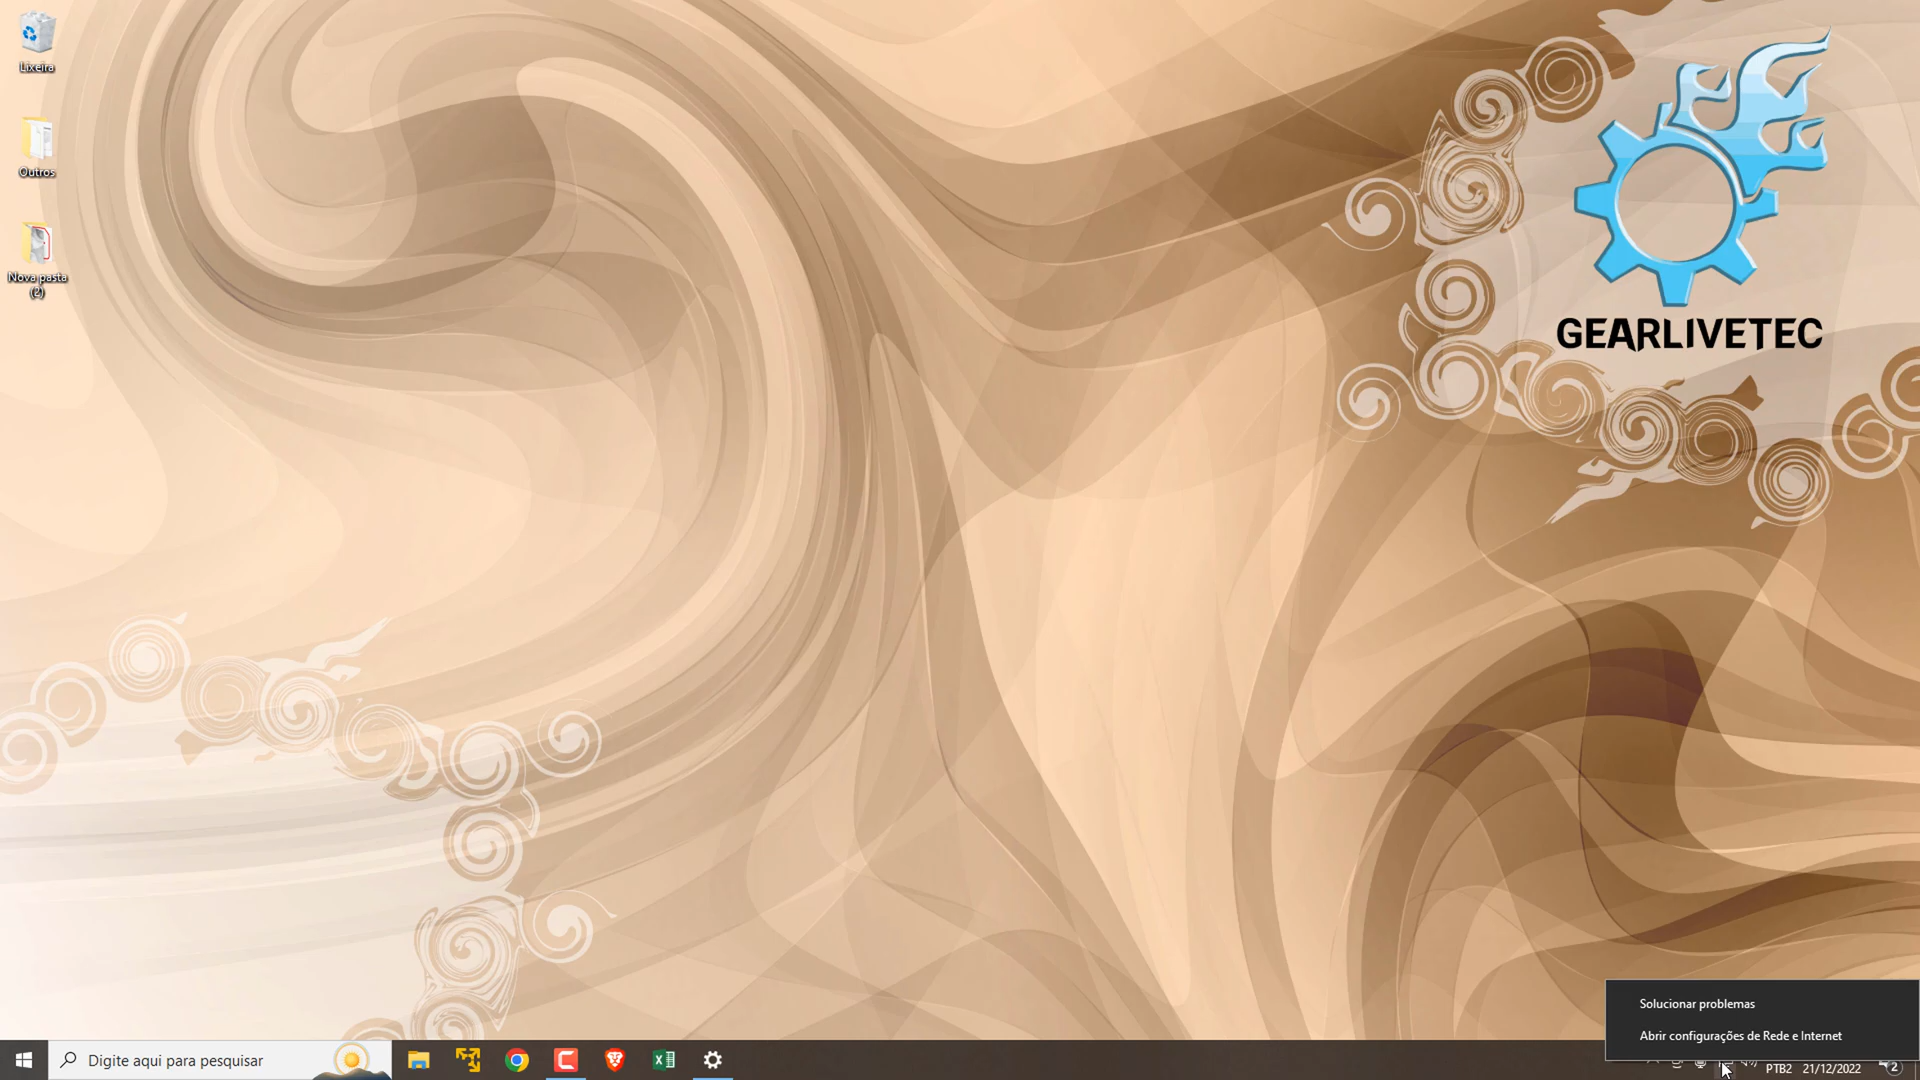 Lixeira
Outros
Nova pasta
(2)
GEARLIVETEC
Solucionar problemas
Abrir configurações de Rede e Internet
Digite aqui para pesquisar
PTB2
21/12/2022
2